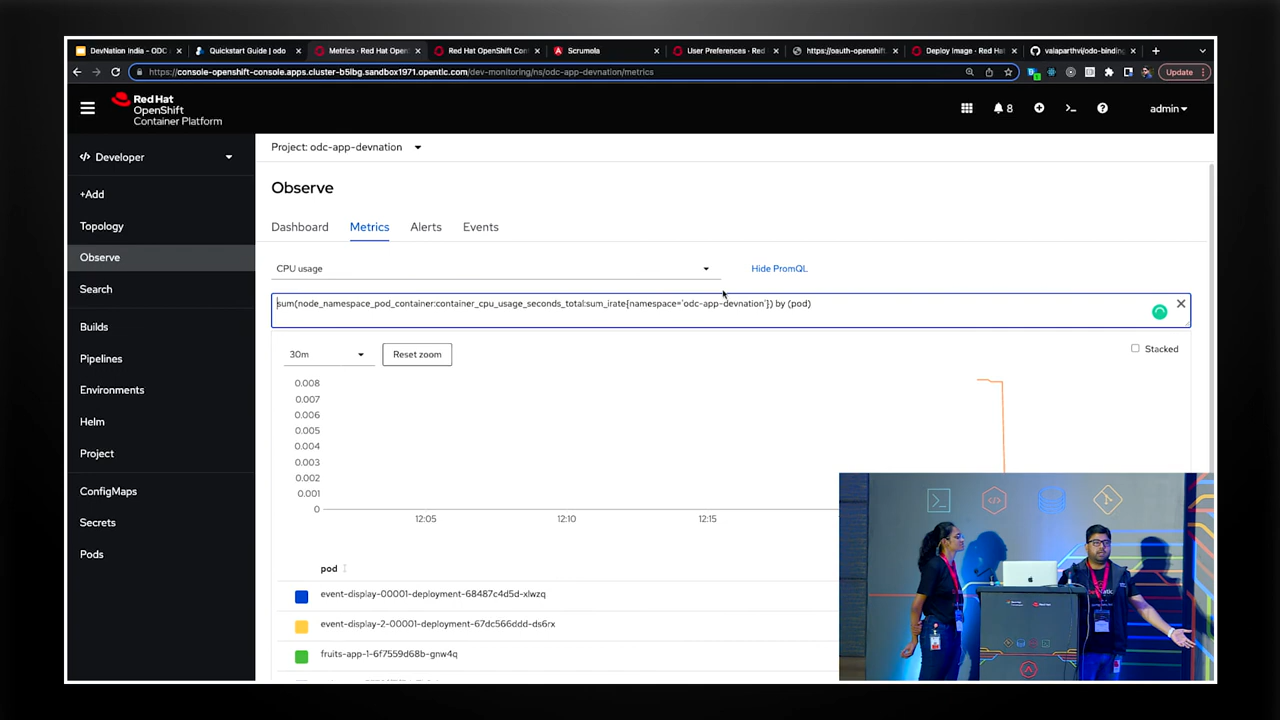 DevNation India - ODC
Quickstart Guide | odo
Metrics · Red Hat Open
Red Hat OpenShift Con
Scrumola
User Preferences · Red
https://oauth-openshift.
Deploy Image · Red Hat
valaparthvi/odo-bindin
https://console-openshift-console.apps.cluster-b5lbg.sandbox1971.opentlc.com/dev-monitoring/ns/odc-app-devnation/metrics
Update
Red Hat
OpenShift
Container Platform
8
admin
Developer
+Add
Topology
Observe
Search
Builds
Pipelines
Environments
Helm
Project
ConfigMaps
Secrets
Pods
Project: odc-app-devnation
Observe
Dashboard
Metrics
Alerts
Events
CPU usage
Hide PromQL
sum(node_namespace_pod_container:container_cpu_usage_seconds_total:sum_irate{namespace='odc-app-devnation'}) by (pod)
30m
Reset zoom
Stacked
0.008
0.007
0.006
0.005
0.004
0.003
0.002
0.001
0
12:05
12:10
12:15
pod
event-display-00001-deployment-68487c4d5d-xlwzq
event-display-2-00001-deployment-67dc566ddd-ds6rx
fruits-app-1-6f7559d68b-gnw4q